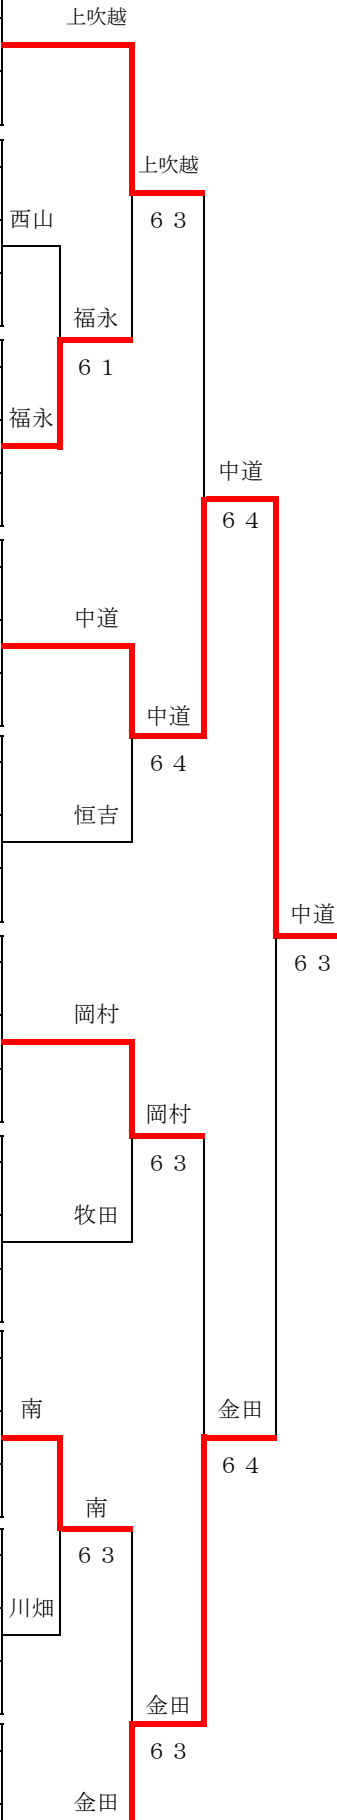 上吹越
上吹越
６３
西山
福永
６１
福永
中道
６４
中道
中道
６４
恒吉
中道
６３
岡村
岡村
６３
牧田
南
金田
６４
南
６３
川畑
金田
６３
金田